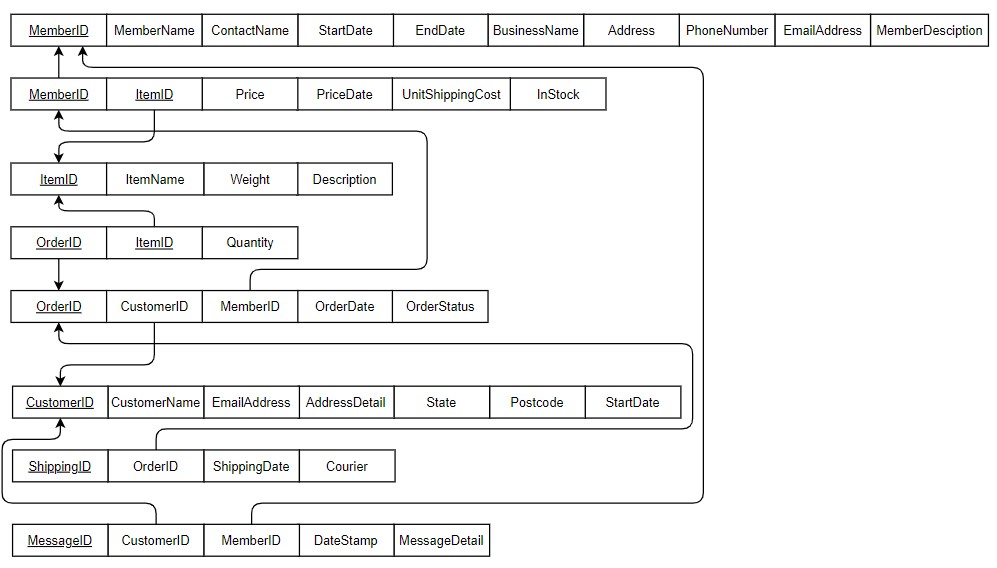 MemberID MemberName ContactName StartDate EndDate BusinessName Address PhoneNumber EmailAddress MemberDesciption
MemberID ItemID Price PriceDate UnitShippingCost InStock
ItemID ItemName Weight Description
OrderID ItemID Quantity
OrderID CustomerID MemberID OrderDate OrderStatus
CustomerID CustomerName EmailAddress AddressDetail State Postcode StartDate
ShippingID OrderID ShippingDate Courier
MessageID CustomerID MemberID DateStamp MessageDetail